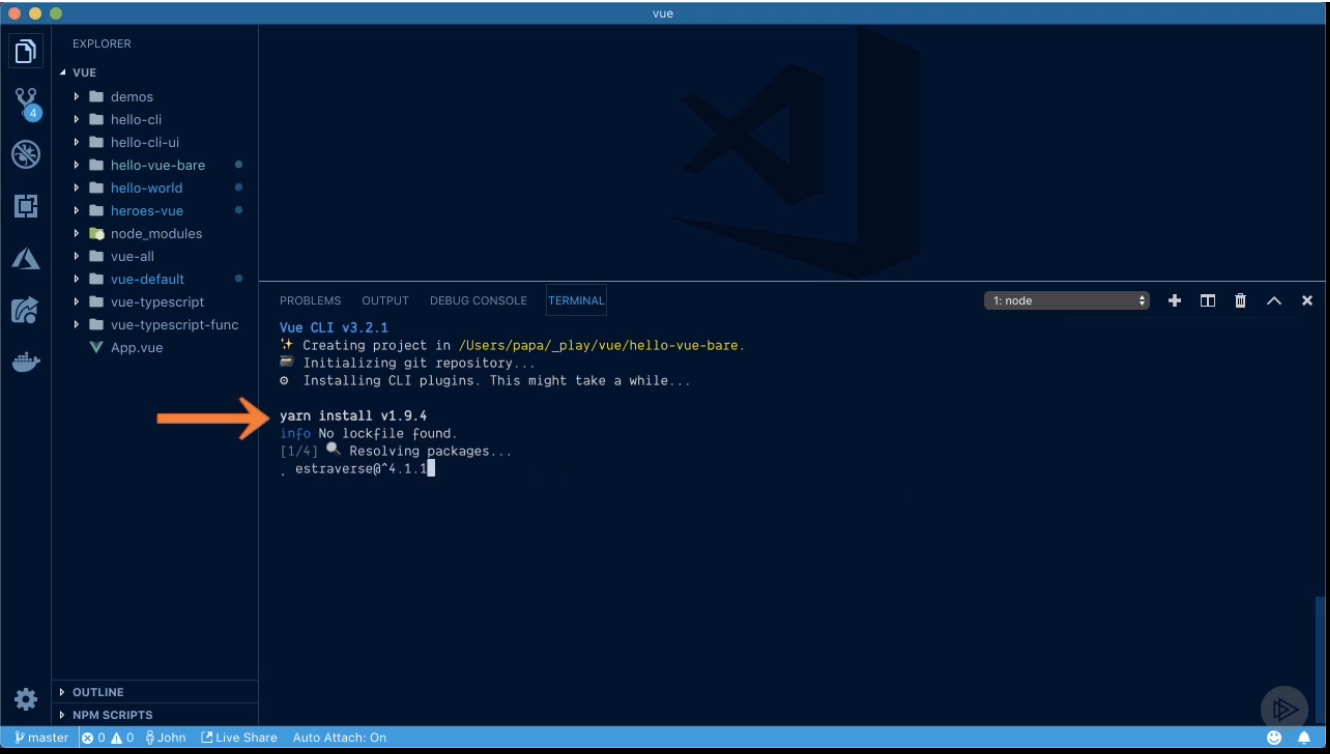 vue
EXPLORER
VUE
demos
hello-cli
hello-cli-ui
hello-vue-bare
hello-world
heroes-vue
node_modules
vue-all
vue-default
vue-typescript
vue-typescript-func
App.vue
OUTLINE
NPM SCRIPTS
4
PROBLEMS OUTPUT DEBUG CONSOLE TERMINAL 1: node
Vue CLI v3.2.1
✨ Creating project in /Users/papa/_play/vue/hello-vue-bare.
🗃 Initializing git repository...
⚙ Installing CLI plugins. This might take a while...
yarn install v1.9.4
info No lockfile found.
[1/4] 🔍 Resolving packages...
⠠ estraverse@^4.1.1
master 0 0 John Live Share Auto Attach: On